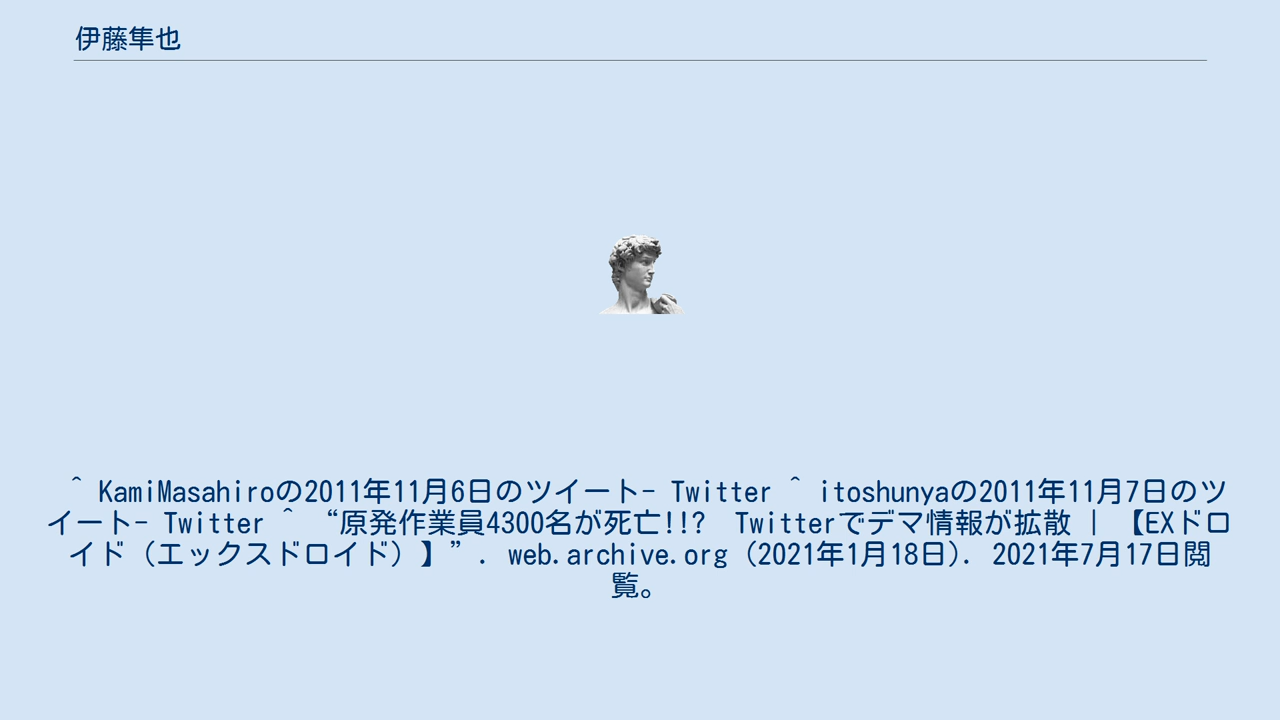 伊藤隼也
^ KamiMasahiroの2011年11月6日のツイート- Twitter ^ itoshunyaの2011年11月7日のツ
イート- Twitter ^ “原発作業員4300名が死亡!!?　Twitterでデマ情報が拡散 | 【EXドロ
イド（エックスドロイド）】”. web.archive.org (2021年1月18日). 2021年7月17日閲
覧。